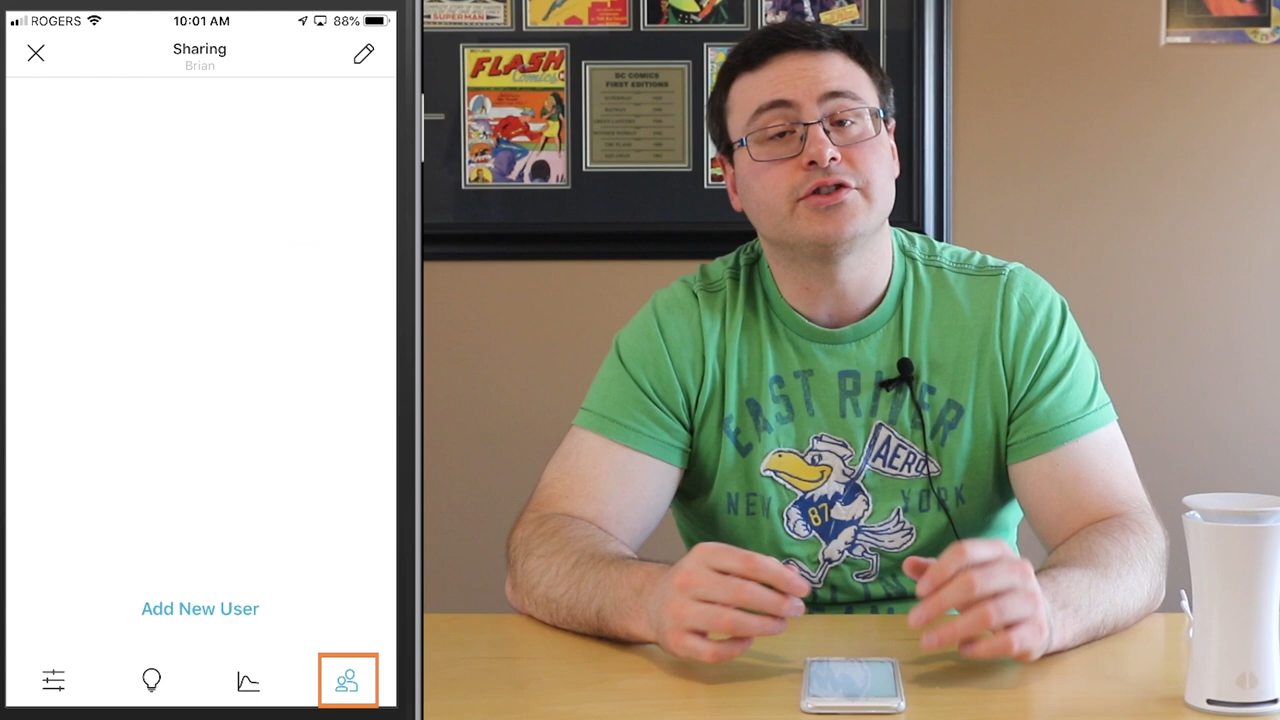 ROGERS
10:01 AM
88%
Sharing
Brian
Add New User
SUPERMAN
FLASH
Comics
DC COMICS
FIRST EDITIONS
EAST RIVER
AERO
NEW YORK
87